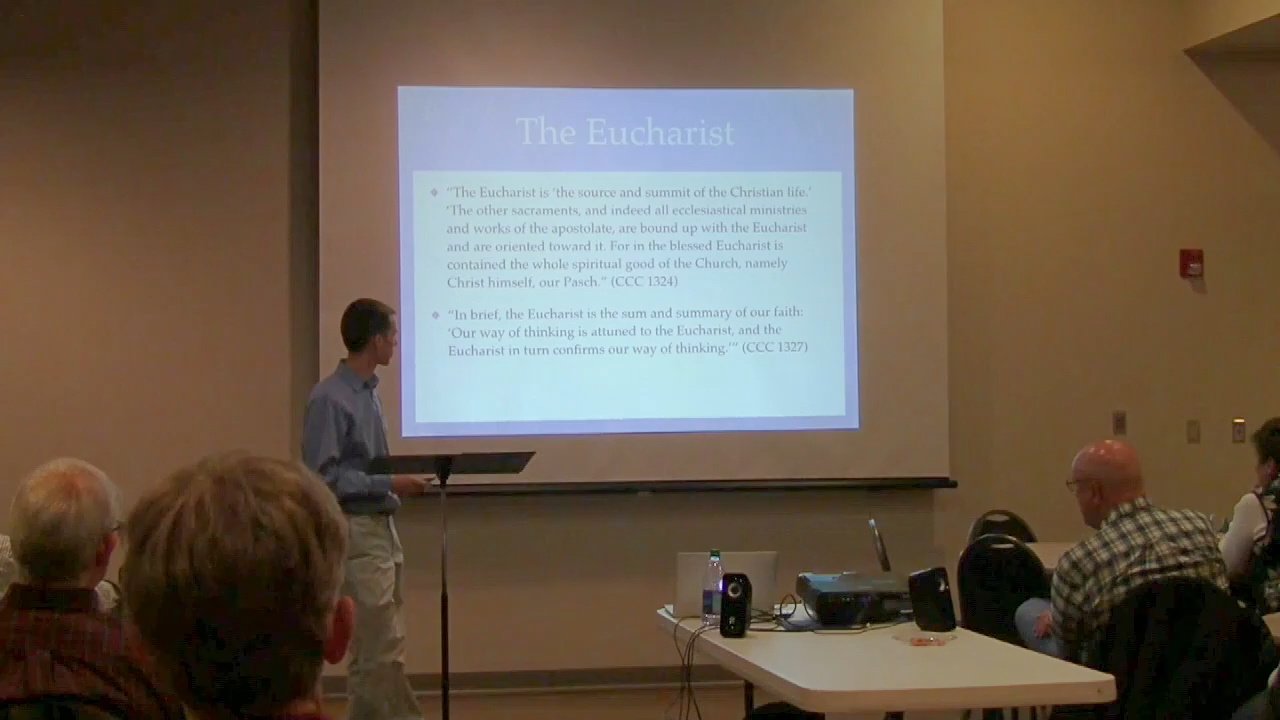 The Eucharist
“The Eucharist is ‘the source and summit of the Christian life.’
‘The other sacraments, and indeed all ecclesiastical ministries
and works of the apostolate, are bound up with the Eucharist
and are oriented toward it. For in the blessed Eucharist is
contained the whole spiritual good of the Church, namely
Christ himself, our Pasch.” (CCC 1324)
“In brief, the Eucharist is the sum and summary of our faith:
‘Our way of thinking is attuned to the Eucharist, and the
Eucharist in turn confirms our way of thinking.’” (CCC 1327)